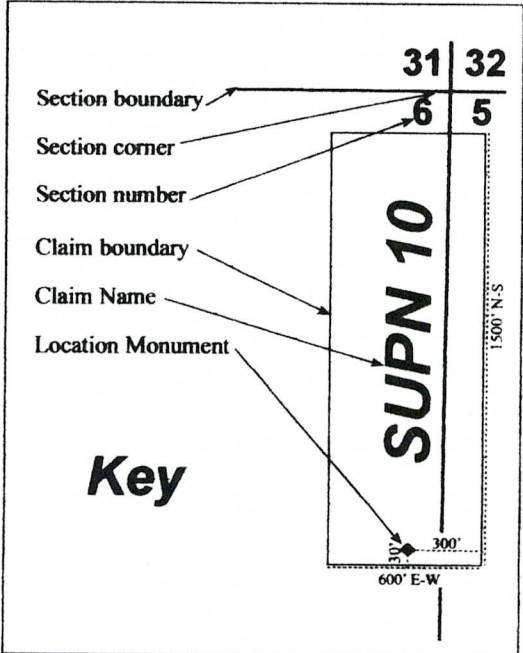 31 32
Section boundary
6 5
Section corner
Section number
Claim boundary
Claim Name
Location Monument
SUPN 10
1500' N-S
Key
30'
300'
600' E-W